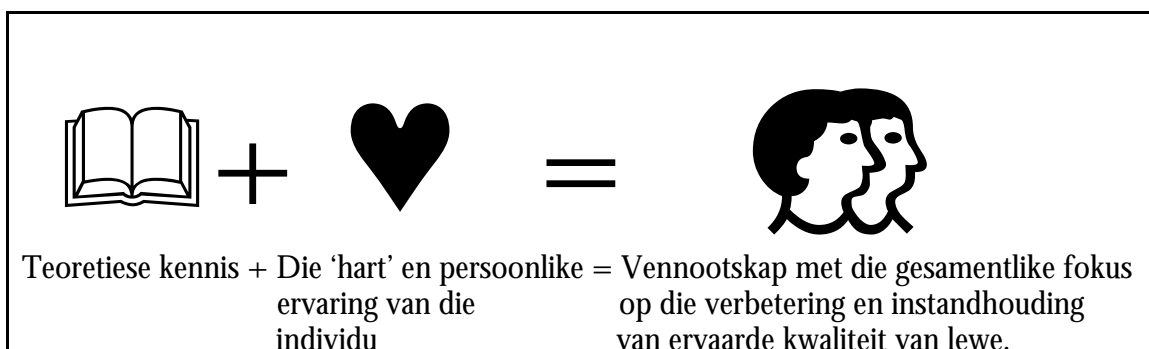 + =
Teoretiese kennis + Die ‘hart’ en persoonlike = Vennootskap met die gesamentlike fokus
ervaring van die op die verbetering en instandhouding
individu van ervaarde kwaliteit van lewe.